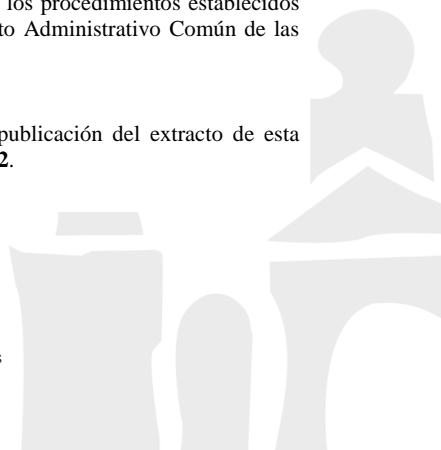 los procedimientos establecidos
to Administrativo Común de las
publicación del extracto de esta
2.
s